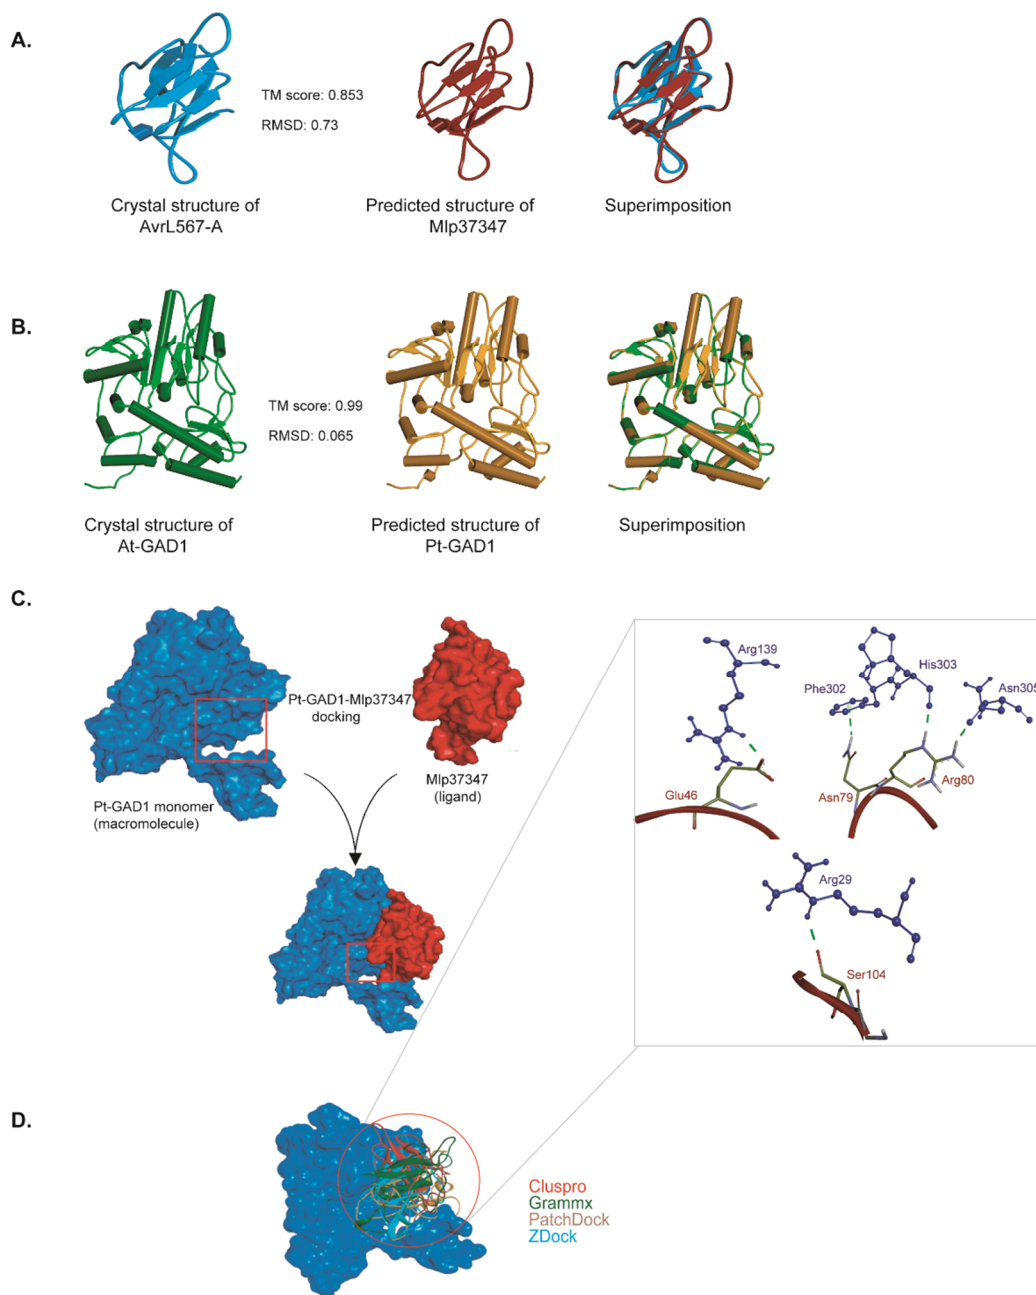 A.
TM score: 0.853
RMSD: 0.73
Crystal structure of
AvrL567-A
Predicted structure of
Mlp37347
Superimposition
B.
TM score: 0.99
RMSD: 0.065
Crystal structure of
At-GAD1
Predicted structure of
Pt-GAD1
Superimposition
C.
Pt-GAD1-Mlp37347
docking
Pt-GAD1 monomer
(macromolecule)
Mlp37347
(ligand)
Arg139
Glu46
His303
Phe302
Asn305
Asn79
Arg80
Arg29
Ser104
D.
Cluspro
Grammx
PatchDock
ZDock